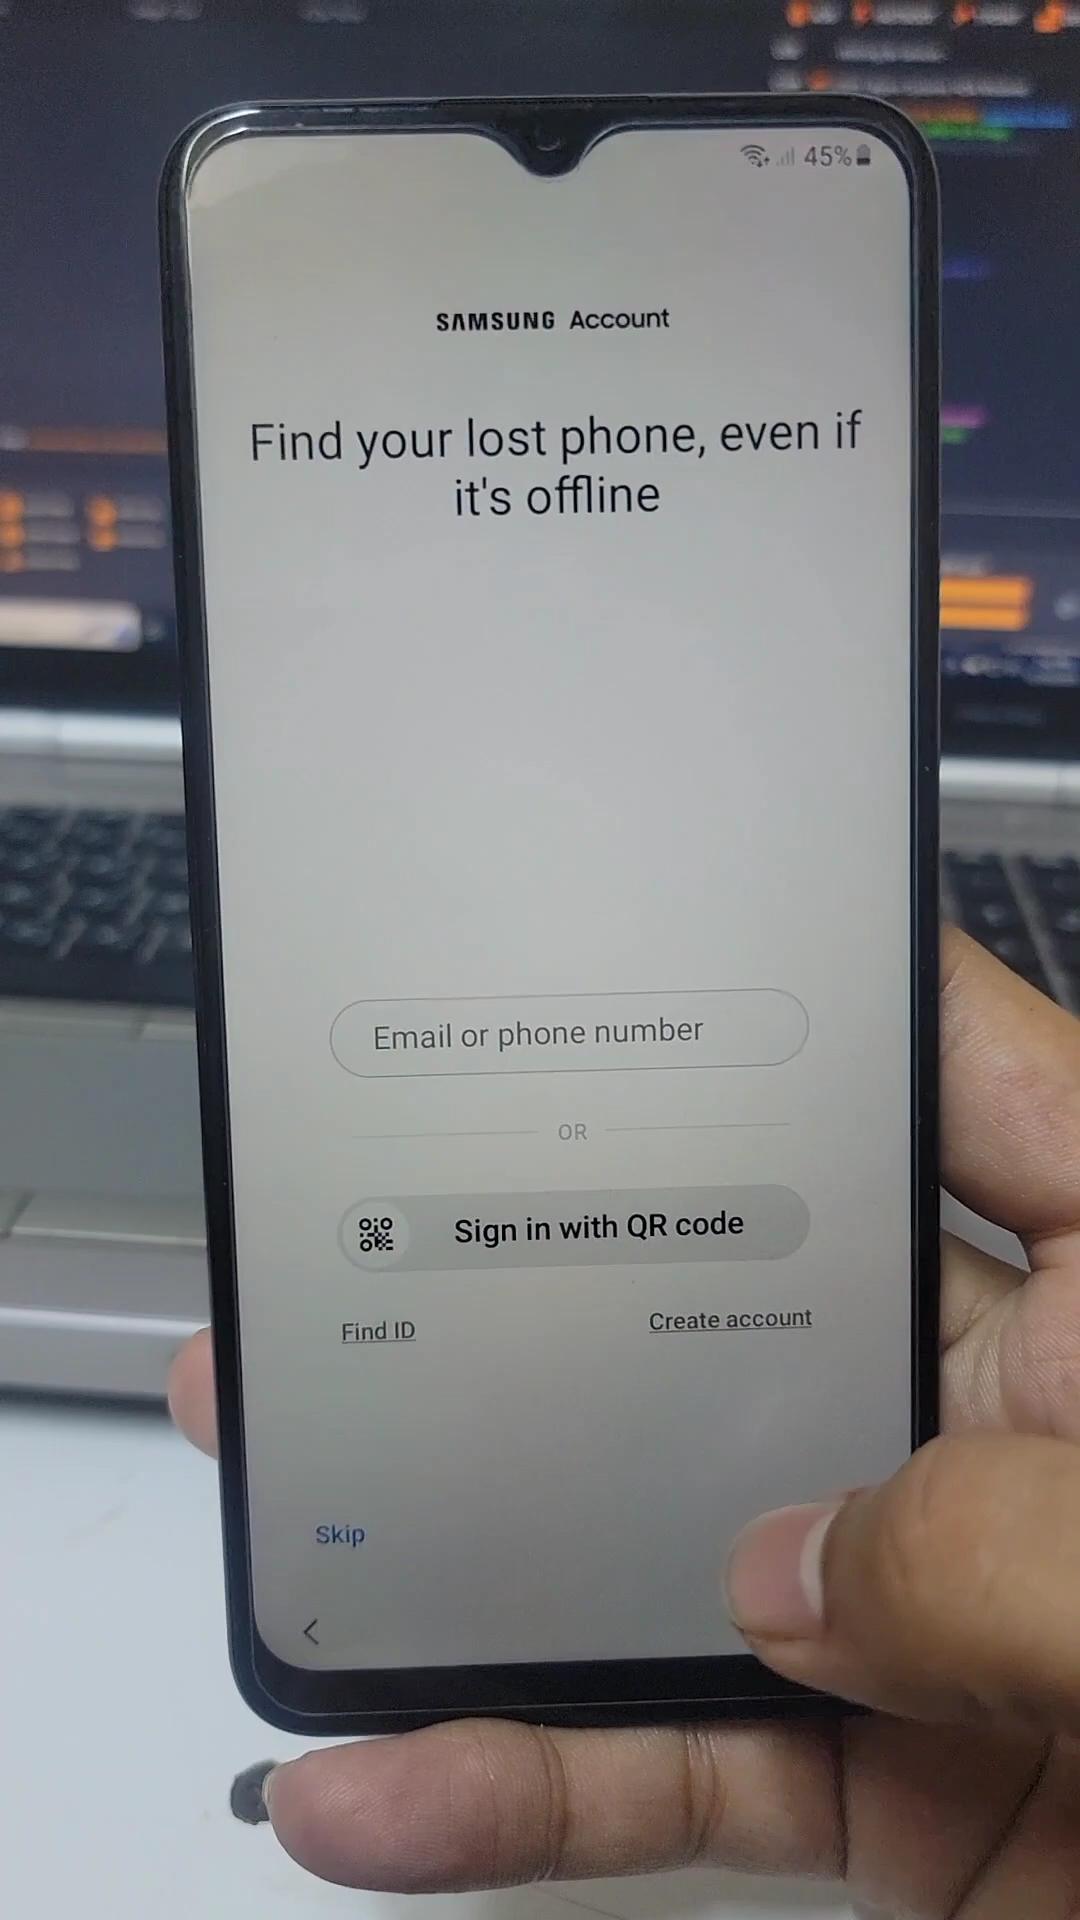 45%
SAMSUNG Account
Find your lost phone, even if
it's offline
Email or phone number
OR
Sign in with QR code
Find ID
Create account
Skip